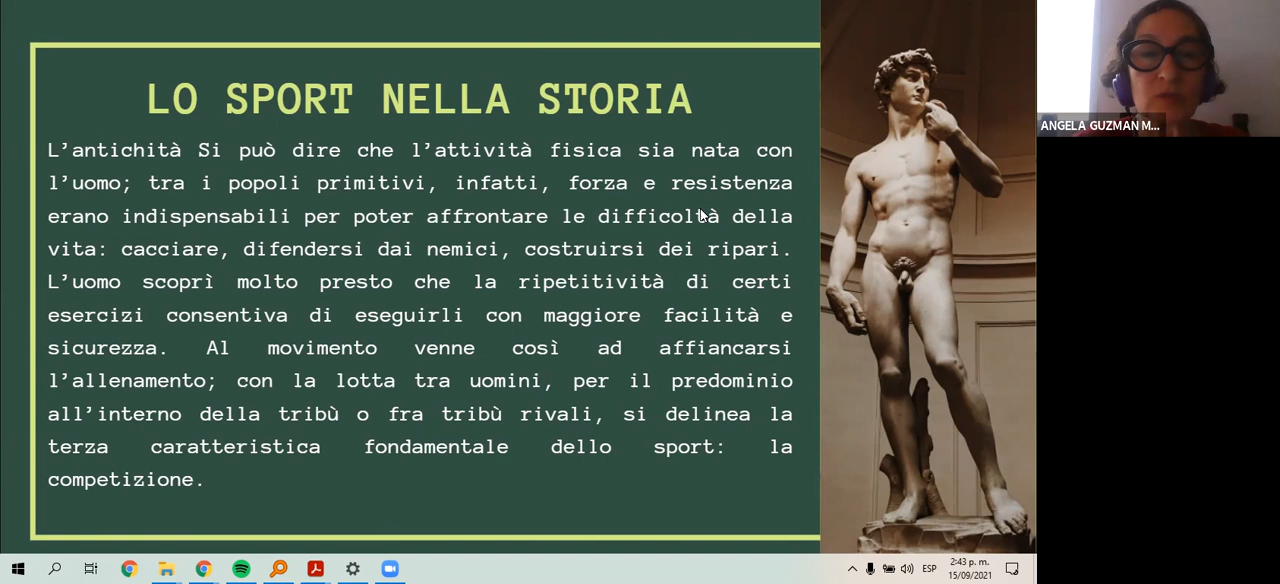 LO SPORT NELLA STORIA
L’antichità Si può dire che l’attività fisica sia nata con
l’uomo; tra i popoli primitivi, infatti, forza e resistenza
erano indispensabili per poter affrontare le difficoltà della
vita: cacciare, difendersi dai nemici, costruirsi dei ripari.
L’uomo scoprì molto presto che la ripetitività di certi
esercizi consentiva di eseguirli con maggiore facilità e
sicurezza. Al movimento venne così ad affiancarsi
l’allenamento; con la lotta tra uomini, per il predominio
all’interno della tribù o fra tribù rivali, si delinea la
terza caratteristica fondamentale dello sport: la
competizione.
ANGELA GUZMAN M...
ESP
2:43 p. m.
15/09/2021